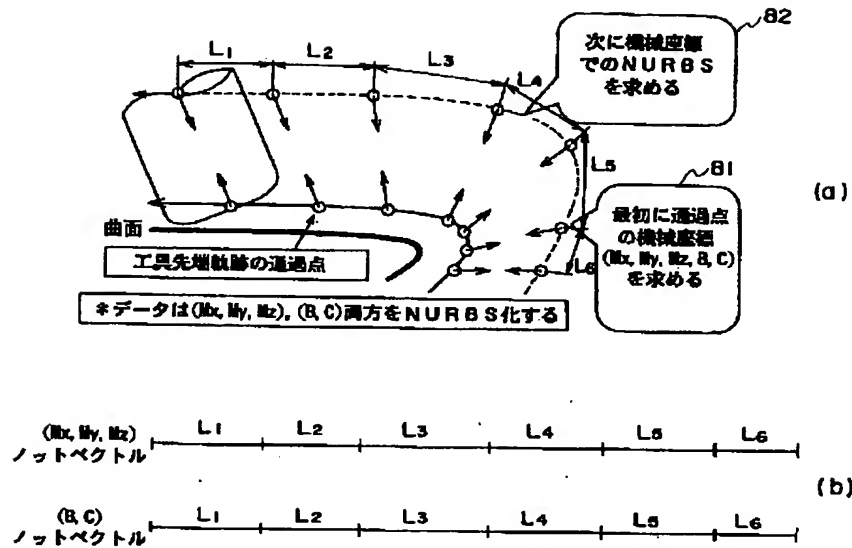 82
L1
L2
L3
L4
L5
L6
次に機械座標
でのNURBS
を求める
81
最初に通過点
の機械座標
(Mx, My, Mz, B, C)
を求める
(a)
曲面
工具先端軌跡の通過点
*データは(Mx, My, Mz), (B, C)両方をNURBS化する
(Mx, My, Mz)
ノットベクトル
L1 L2 L3 L4 L5 L6
(b)
(B, C)
ノットベクトル
L1 L2 L3 L4 L5 L6